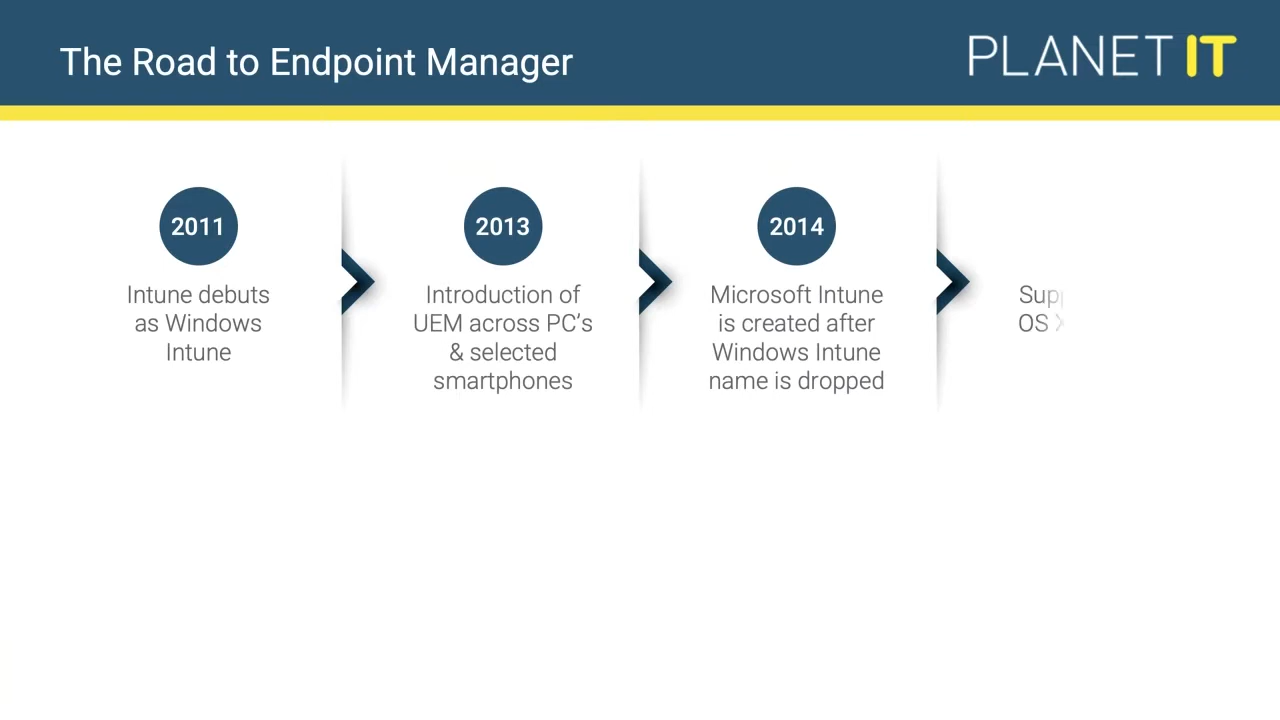 The Road to Endpoint Manager
PLANET IT
2011
Intune debuts
as Windows
Intune
2013
Introduction of
UEM across PC’s
& selected
smartphones
2014
Microsoft Intune
is created after
Windows Intune
name is dropped
OS X